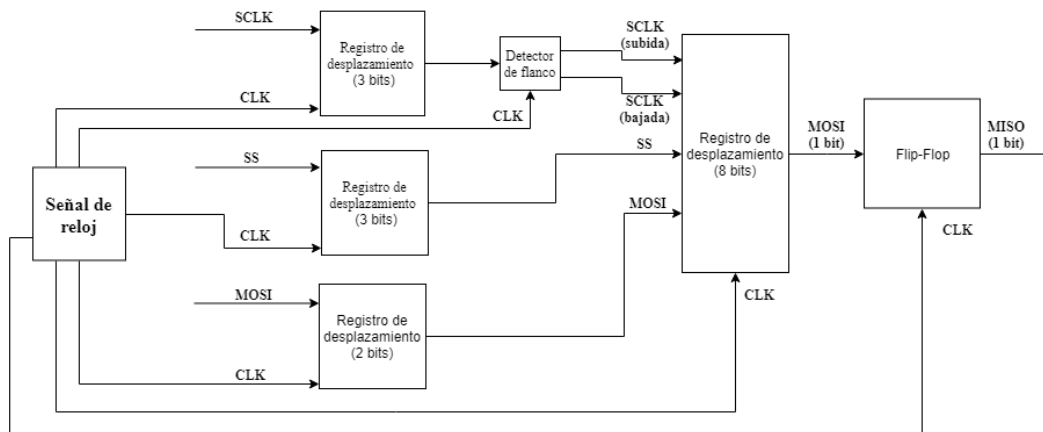 SCLK
Registro de
desplazamiento
(3 bits)
CLK
Detector
de flanco
CLK
SCLK
(subida)
SCLK
(bajada)
SS
Registro de
desplazamiento
(3 bits)
CLK
SS
Señal de
reloj
MOSI
Registro de
desplazamiento
(2 bits)
CLK
MOSI
Registro de
desplazamiento
(8 bits)
CLK
MOSI
(1 bit)
Flip-Flop
MISO
(1 bit)
CLK